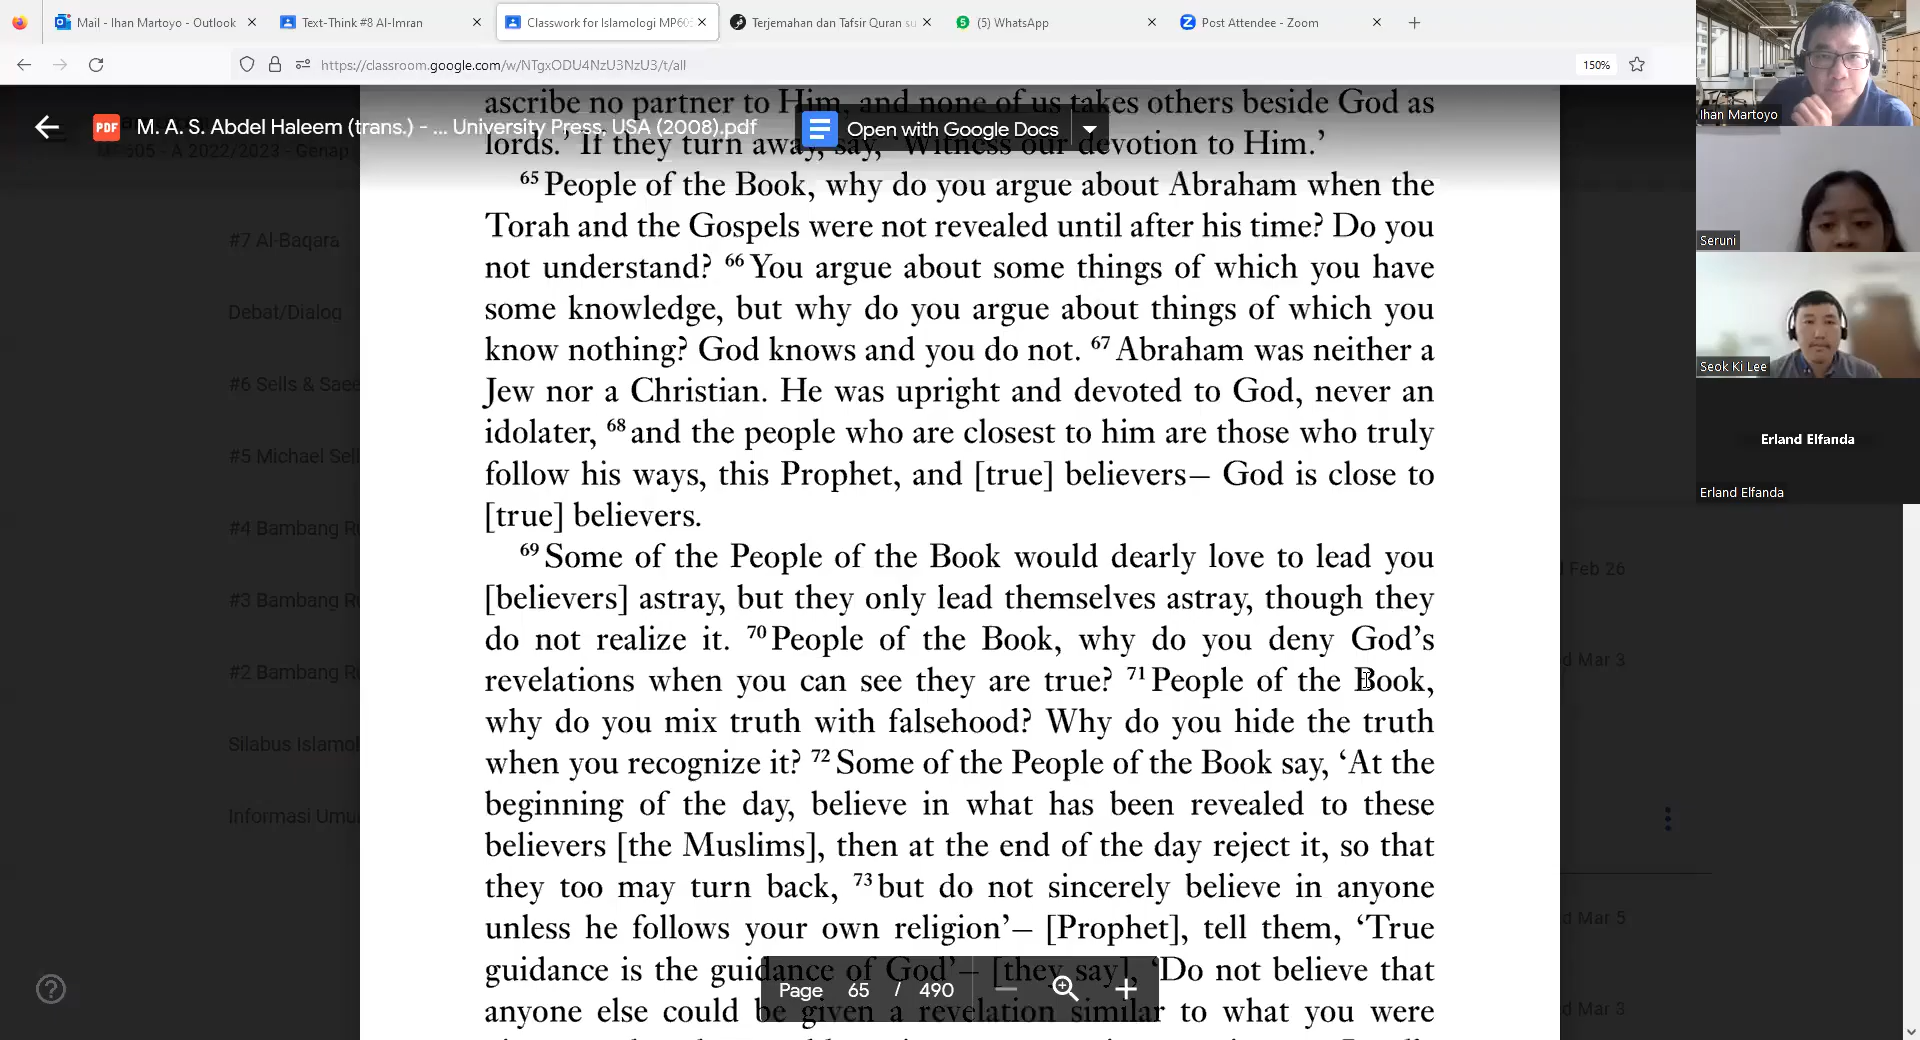 Mail - Ihan Martoyo - Outlook
Text-Think #8 Al-Imran
Classwork for Islamologi MP60
Terjemahan dan Tafsir Quran su
(5) WhatsApp
Post Attendee - Zoom
https://classroom.google.com/w/NTgxODU4NzU3NzU3/t/all
150%
M. A. S. Abdel Haleem (trans.) - ... University Press, USA (2008).pdf
Open with Google Docs
605 - A 2022/2023 - Genap
ascribe no partner to Him, and none of us takes others beside God as
lords.’ If they turn away, say, ‘Witness our devotion to Him.’
65 People of the Book, why do you argue about Abraham when the
Torah and the Gospels were not revealed until after his time? Do you
not understand? 66 You argue about some things of which you have
some knowledge, but why do you argue about things of which you
know nothing? God knows and you do not. 67 Abraham was neither a
Jew nor a Christian. He was upright and devoted to God, never an
idolater, 68 and the people who are closest to him are those who truly
follow his ways, this Prophet, and [true] believers— God is close to
[true] believers.
69 Some of the People of the Book would dearly love to lead you
[believers] astray, but they only lead themselves astray, though they
do not realize it. 70 People of the Book, why do you deny God’s
revelations when you can see they are true? 71 People of the Book,
why do you mix truth with falsehood? Why do you hide the truth
when you recognize it? 72 Some of the People of the Book say, ‘At the
beginning of the day, believe in what has been revealed to these
believers [the Muslims], then at the end of the day reject it, so that
they too may turn back, 73 but do not sincerely believe in anyone
unless he follows your own religion’— [Prophet], tell them, ‘True
guidance is the guidance of God’— [they say], ‘Do not believe that
anyone else could be given a revelation similar to what you were
Page 65 / 490
#7 Al-Baqara
Debat/Dialog
#6 Sells & Saee
#5 Michael Sell
#4 Bambang Ru
#3 Bambang Ru
#2 Bambang Ru
Silabus Islamol
Informasi Umu
d Feb 26
d Mar 3
d Mar 5
d Mar 3
Ihan Martoyo
Seruni
Seok Ki Lee
Erland Elfanda
Erland Elfanda